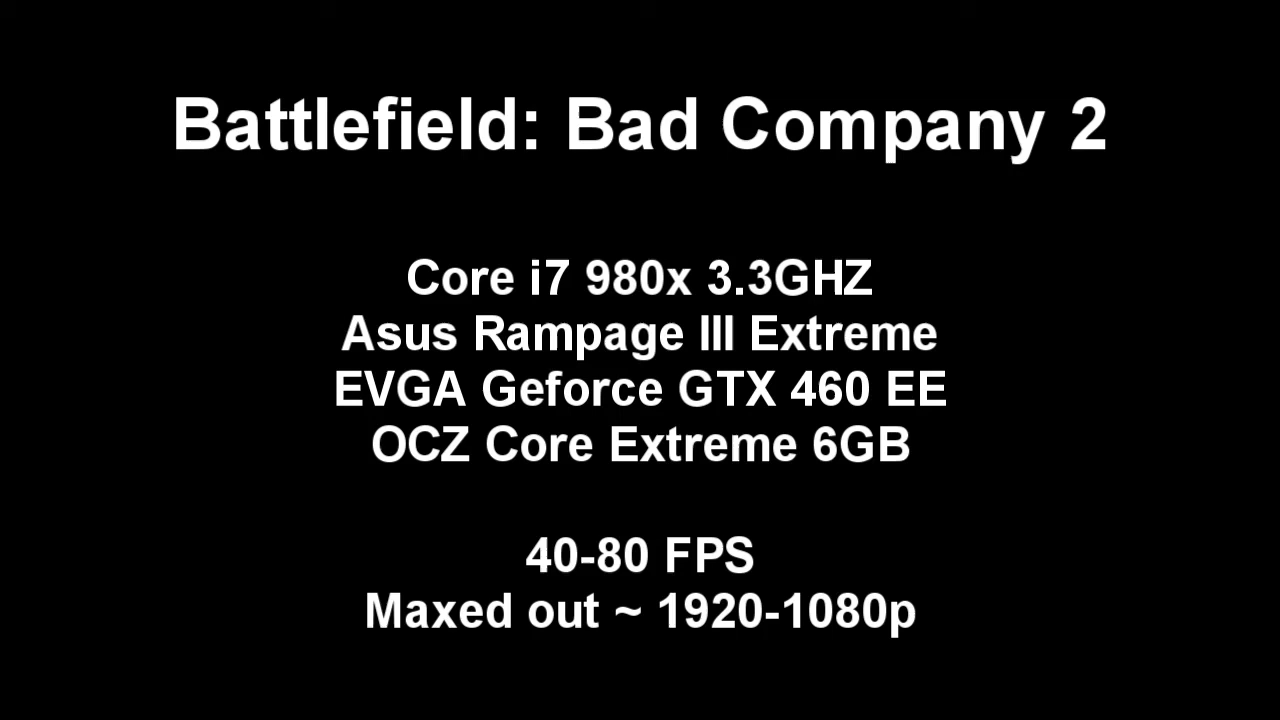 Battlefield: Bad Company 2
Core i7 980x 3.3GHZ
Asus Rampage III Extreme
EVGA Geforce GTX 460 EE
OCZ Core Extreme 6GB
40-80 FPS
Maxed out ~ 1920-1080p